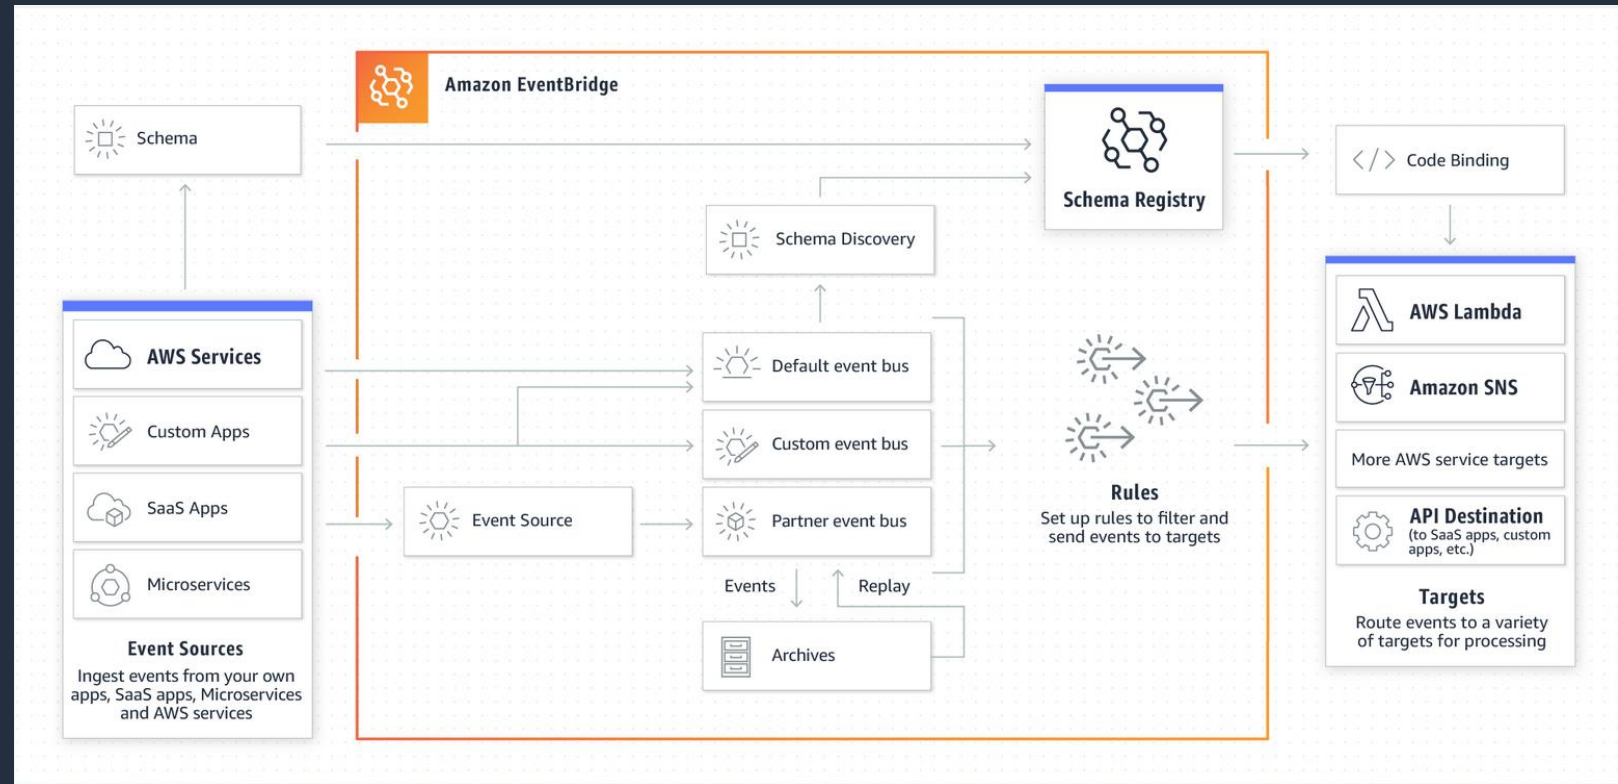 Amazon EventBridge
Schema
Schema Registry
</> Code Binding
Schema Discovery
AWS Services
Custom Apps
SaaS Apps
Microservices
Event Sources
Ingest events from your own
apps, SaaS apps, Microservices
and AWS services
Event Source
Default event bus
Custom event bus
Partner event bus
Events
Replay
Archives
Rules
Set up rules to filter and
send events to targets
AWS Lambda
Amazon SNS
More AWS service targets
API Destination
(to SaaS apps, custom
apps, etc.)
Targets
Route events to a variety
of targets for processing